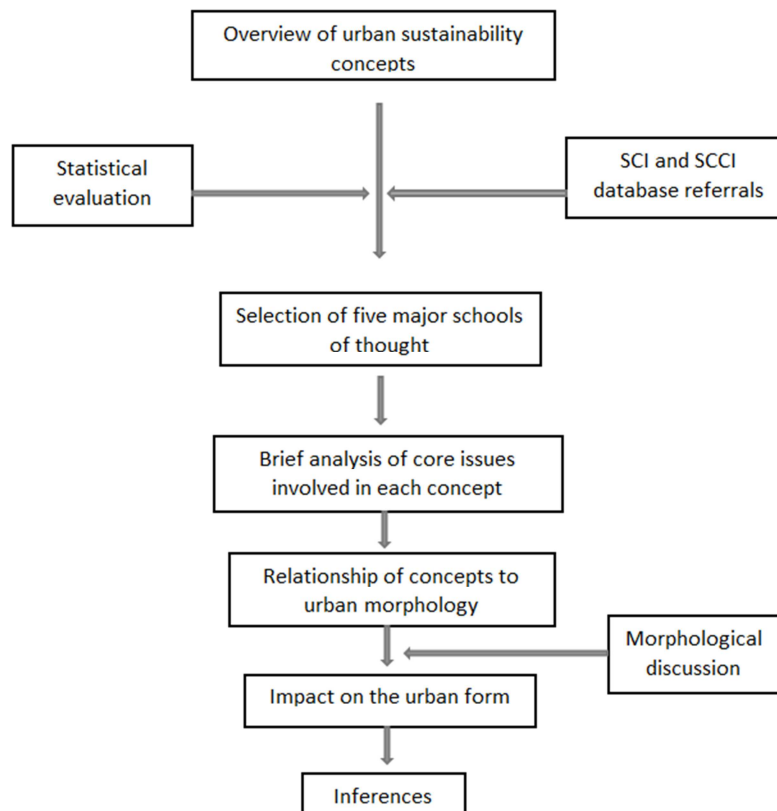 Overview of urban sustainability
concepts
Statistical
evaluation
SCI and SCCI
database referrals
Selection of five major schools
of thought
Brief analysis of core issues
involved in each concept
Relationship of concepts to
urban morphology
Morphological
discussion
Impact on the urban form
Inferences